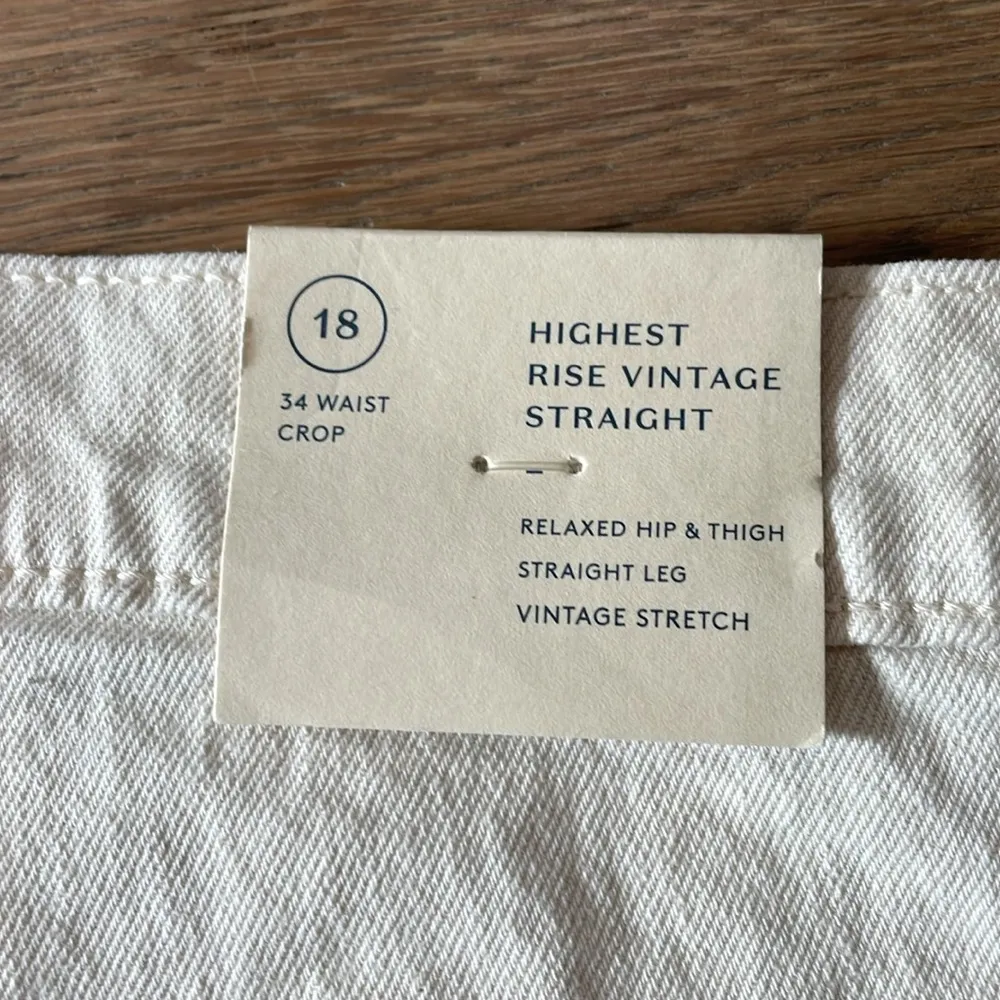 18
34 WAIST
CROP
HIGHEST
RISE VINTAGE
STRAIGHT
RELAXED HIP & THIGH
STRAIGHT LEG
VINTAGE STRETCH